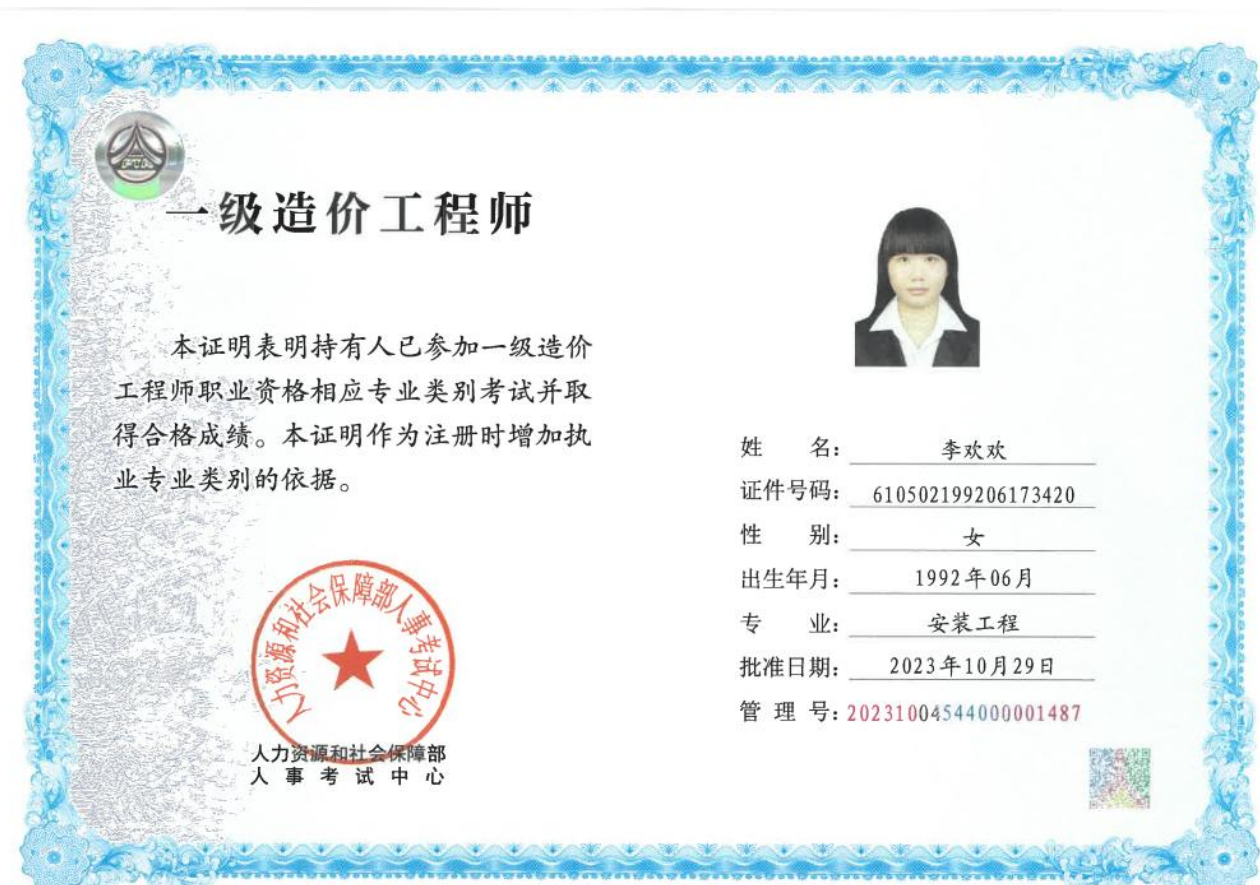 一级造价工程师
本证明表明持有人已参加一级造价
工程师职业资格相应专业类别考试并取
得合格成绩。本证明作为注册时增加执
业专业类别的依据。
人力资源和社会保障部人事考试中心
人力资源和社会保障部
人事考试中心
姓名：李欢欢
证件号码：610502199206173420
性别：女
出生年月：1992年06月
专业：安装工程
批准日期：2023年10月29日
管理号：20231004544000001487